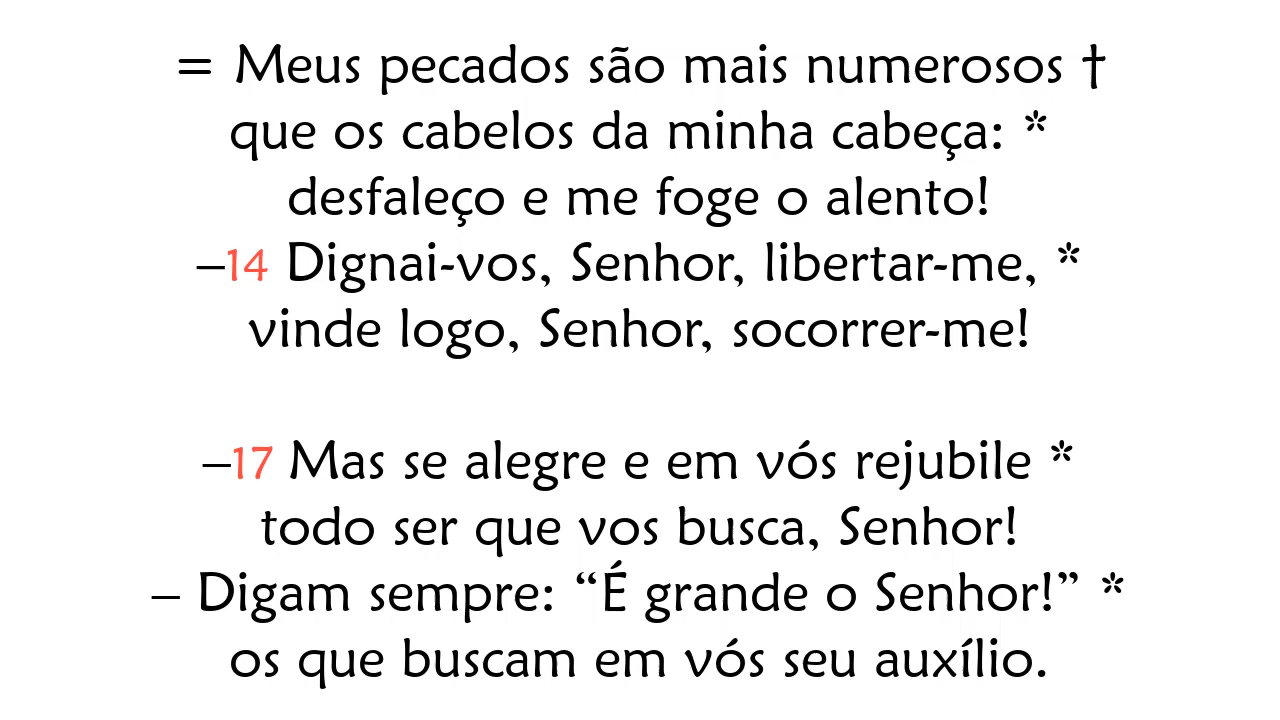 = Meus pecados são mais numerosos †
que os cabelos da minha cabeça: *
desfaleço e me foge o alento!
–14 Dignai-vos, Senhor, libertar-me, *
vinde logo, Senhor, socorrer-me!
–17 Mas se alegre e em vós rejubile *
todo ser que vos busca, Senhor!
– Digam sempre: “É grande o Senhor!” *
os que buscam em vós seu auxílio.